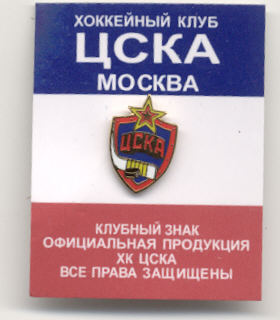 ХОККЕЙНЫЙ КЛУБ
ЦСКА
МОСКВА
ЦСКА
КЛУБНЫЙ ЗНАК
ОФИЦИАЛЬНАЯ ПРОДУКЦИЯ
ХК ЦСКА
ВСЕ ПРАВА ЗАЩИЩЕНЫ